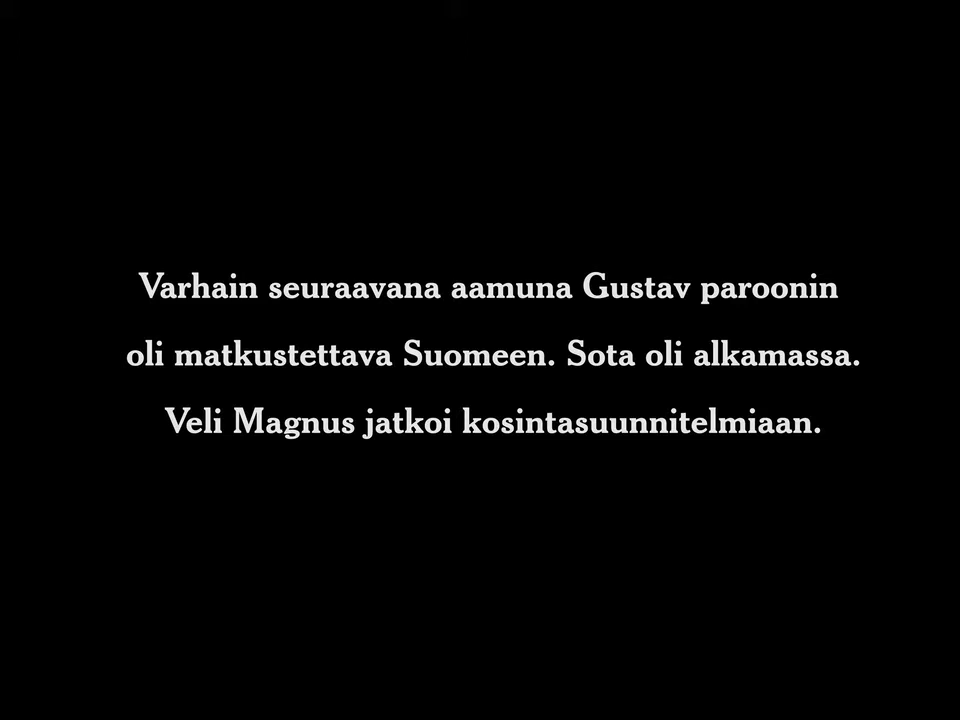 Varhain seuraavana aamuna Gustav paroonin
oli matkustettava Suomeen. Sota oli alkamassa.
Veli Magnus jatkoi kosintasuunnitelmiaan.